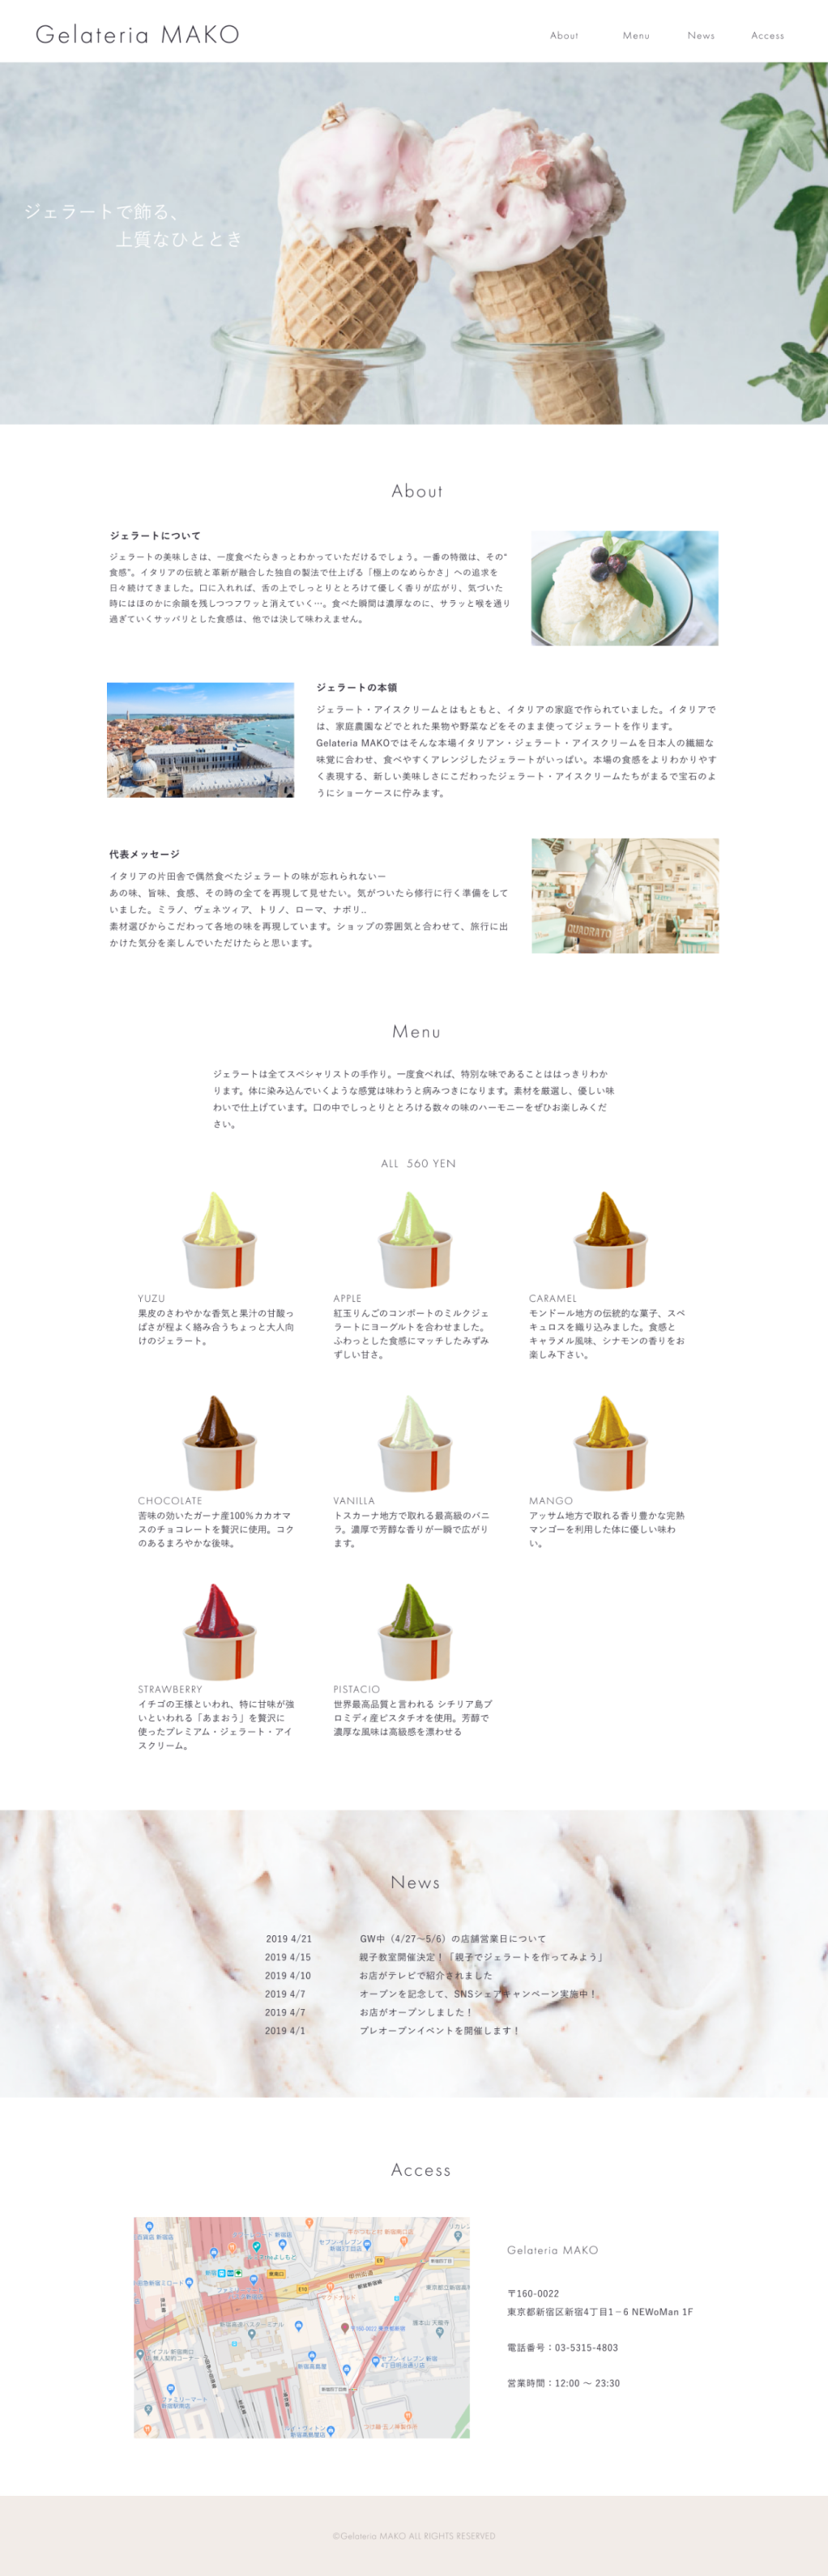 Gelateria MAKO
About Menu News Access
ジェラートで飾る、
上質なひととき
About
ジェラートについて
ジェラートの美味しさは、一度食べたらきっとわかっていただけるでしょう。一番の特徴は、その“
食感”。イタリアの伝統と革新が融合した独自の製法で仕上げる「極上のなめらかさ」への追求を
日々続けてきました。口に入れれば、舌の上でしっとりととろけて優しく香りが広がり、気づいた
時にはほのかに余韻を残しつつフワッと消えていく…。食べた瞬間は濃厚なのに、サラッと喉を通り
過ぎていくサッパリとした食感は、他では決して味わえません。
ジェラートの本領
ジェラート・アイスクリームとはもともと、イタリアの家庭で作られていました。イタリアで
は、家庭農園などでとれた果物や野菜などをそのまま使ってジェラートを作ります。
Gelateria MAKOではそんな本場イタリアン・ジェラート・アイスクリームを日本人の繊細な
味覚に合わせ、食べやすくアレンジしたジェラートがいっぱい。本場の食感をよりわかりやす
く表現する、新しい美味しさにこだわったジェラート・アイスクリームたちがまるで宝石のよ
うにショーケースに佇みます。
代表メッセージ
イタリアの片田舎で偶然食べたジェラートの味が忘れられないー
あの味、旨味、食感、その時の全てを再現して見せたい。気がついたら修行に行く準備をして
いました。ミラノ、ヴェネツィア、トリノ、ローマ、ナポリ..
素材選びからこだわって各地の味を再現しています。ショップの雰囲気と合わせて、旅行に出
かけた気分を楽しんでいただけたらと思います。
QUADRATO
Menu
ジェラートは全てスペシャリストの手作り。一度食べれば、特別な味であることははっきりわか
ります。体に染み込んでいくような感覚は味わうと病みつきになります。素材を厳選し、優しい味
わいで仕上げています。口の中でしっとりととろける数々の味のハーモニーをぜひお楽しみくだ
さい。
ALL 560 YEN
YUZU
果皮のさわやかな香気と果汁の甘酸っ
ぱさが程よく絡み合うちょっと大人向
けのジェラート。
APPLE
紅玉りんごのコンポートのミルクジェ
ラートにヨーグルトを合わせました。
ふわっとした食感にマッチしたみずみ
ずしい甘さ。
CARAMEL
モンドール地方の伝統的な菓子、スペ
キュロスを織り込みました。食感と
キャラメル風味、シナモンの香りをお
楽しみ下さい。
CHOCOLATE
苦味の効いたガーナ産100%カカオマ
スのチョコレートを贅沢に使用。コク
のあるまろやかな後味。
VANILLA
トスカーナ地方で取れる最高級のバニ
ラ。濃厚で芳醇な香りが一瞬で広がり
ます。
MANGO
アッサム地方で取れる香り豊かな完熟
マンゴーを利用した体に優しい味わ
い。
STRAWBERRY
イチゴの王様といわれ、特に甘味が強
いといわれる「あまおう」を贅沢に
使ったプレミアム・ジェラート・アイ
スクリーム。
PISTACIO
世界最高品質と言われる シチリア島ブ
ロミディ産ピスタチオを使用。芳醇で
濃厚な風味は高級感を漂わせる
News
2019 4/21 GW中（4/27〜5/6）の店舗営業日について
2019 4/15 親子教室開催決定！「親子でジェラートを作ってみよう」
2019 4/10 お店がテレビで紹介されました
2019 4/7 オープンを記念して、SNSシェアキャンペーン実施中！
2019 4/7 お店がオープンしました！
2019 4/1 プレオープンイベントを開催します！
Access
Gelateria MAKO
〒160-0022
東京都新宿区新宿4丁目1−6 NEWoMan 1F
電話番号：03-5315-4803
営業時間：12:00 〜 23:30
©Gelateria MAKO ALL RIGHTS RESERVED